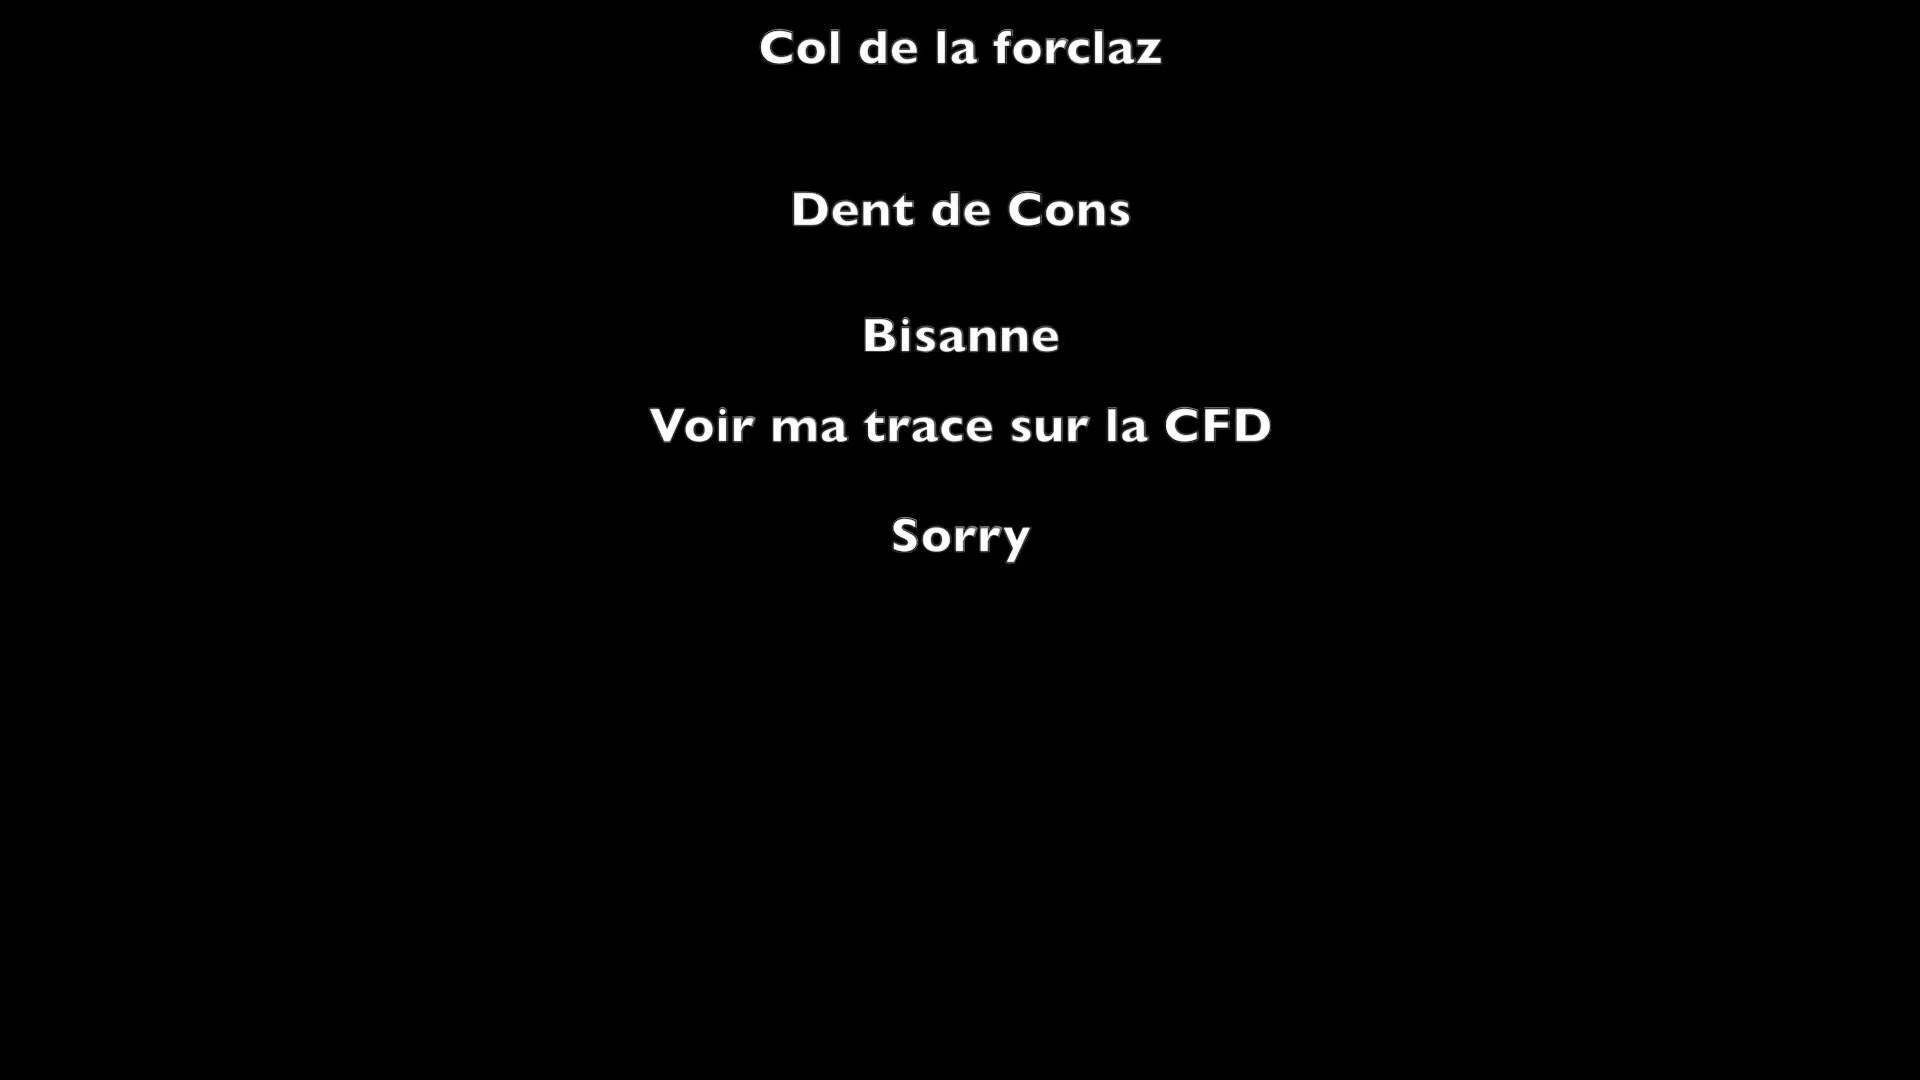 Col de la forclaz
Dent de Cons
Bisanne
Voir ma trace sur la CFD
Sorry